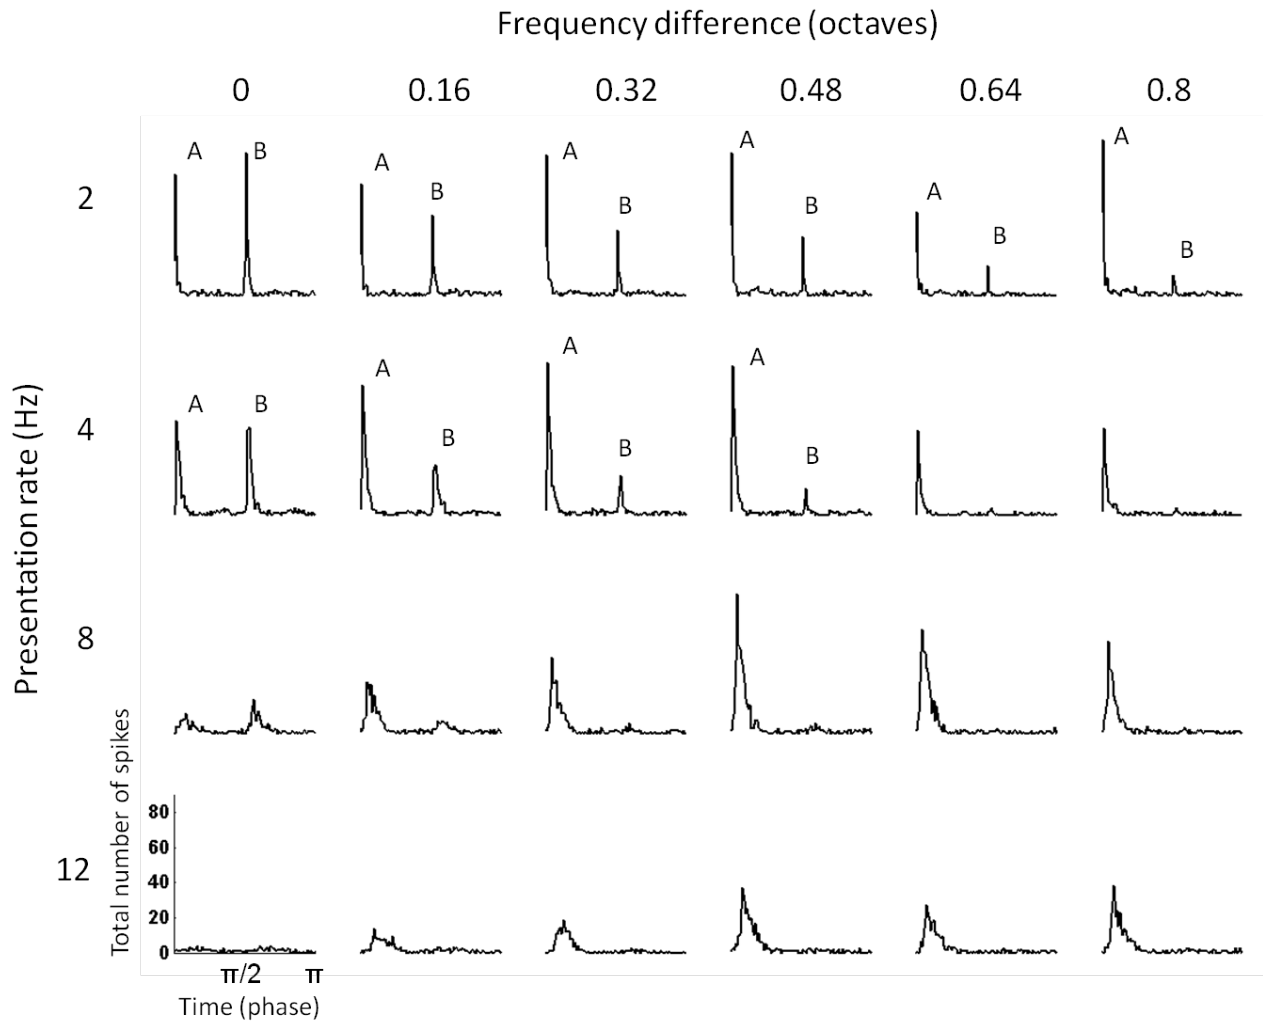 Frequency difference (octaves)
0 0.16 0.32 0.48 0.64 0.8
Presentation rate (Hz)
2
A B A B A B A B A B A B
4
A B A B A B A B
8
12
Total number of spikes
80
60
40
20
0
π/2 π
Time (phase)